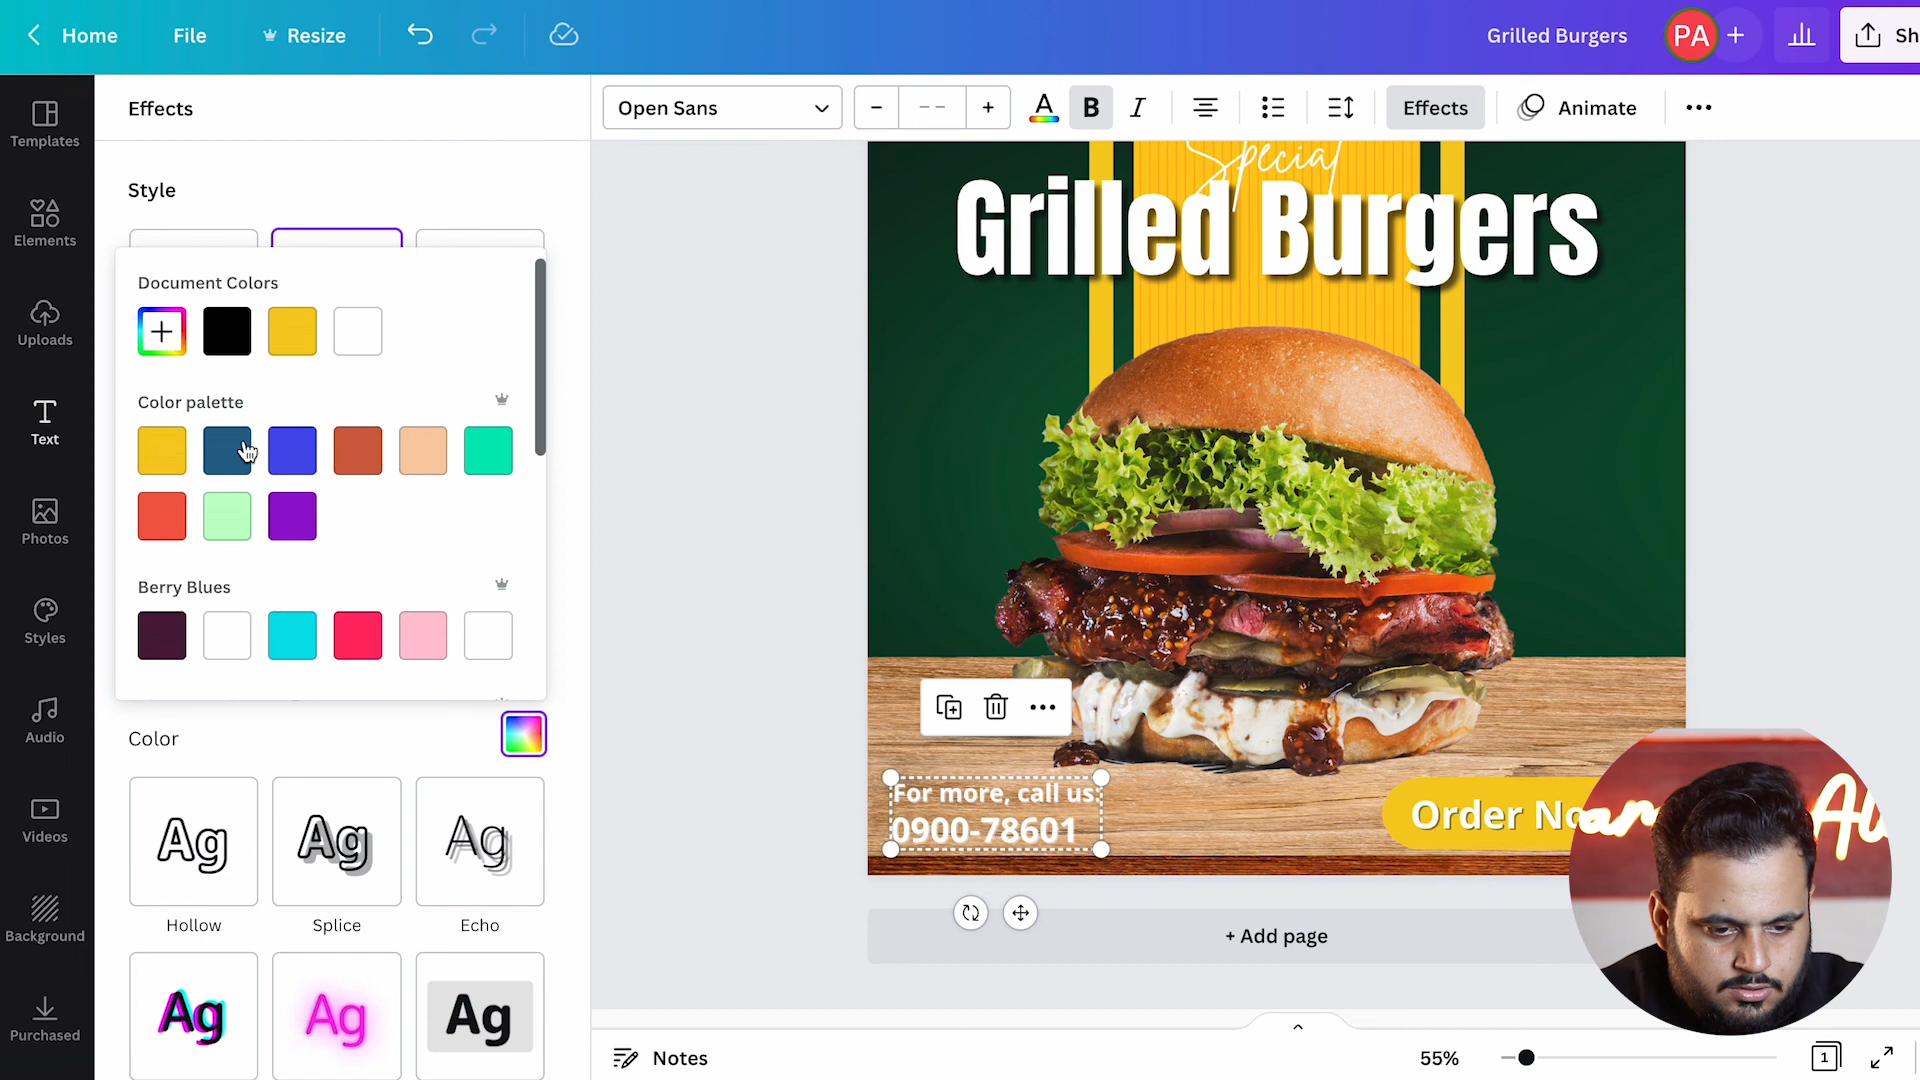 Home
File
Resize
Grilled Burgers
PA
Sh
Templates
Elements
Uploads
Text
Photos
Styles
Audio
Videos
Background
Purchased
Effects
Style
Document Colors
Color palette
Berry Blues
Color
Ag
Ag
Ag
Hollow
Splice
Echo
Ag
Ag
Ag
Open Sans
– --  +
A
B
I
Effects
Animate
Special
Grilled Burgers
For more, call us:
0900-78601
Order No
+ Add page
Notes
55%
1